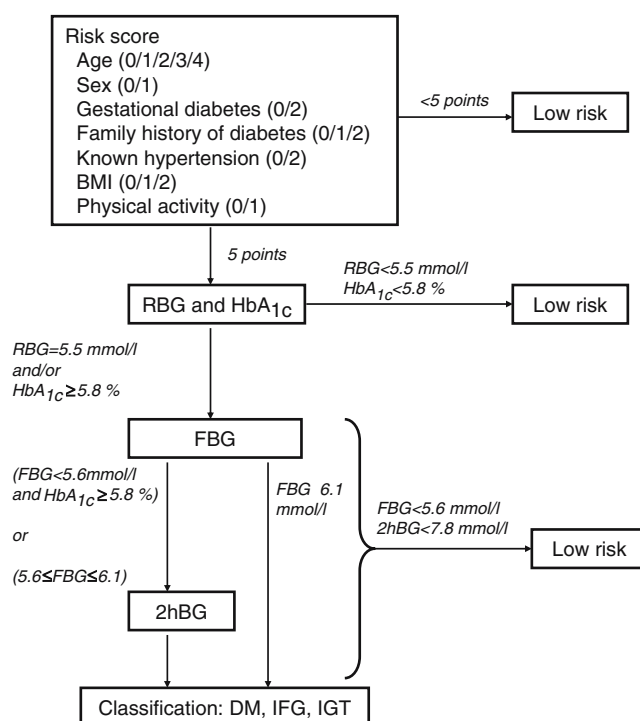 Risk score
Age (0/1/2/3/4)
Sex (0/1)
Gestational diabetes (0/2)
Family history of diabetes (0/1/2)
Known hypertension (0/2)
BMI (0/1/2)
Physical activity (0/1)
<5 points
Low risk
5 points
RBG and HbA1c
RBG<5.5 mmol/l
HbA1c<5.8 %
Low risk
RBG=5.5 mmol/l
and/or
HbA1c≥5.8 %
FBG
(FBG<5.6mmol/l
and HbA1c≥5.8 %)
or
(5.6≤FBG≤6.1)
FBG 6.1
mmol/l
FBG<5.6 mmol/l
2hBG<7.8 mmol/l
Low risk
2hBG
Classification: DM, IFG, IGT